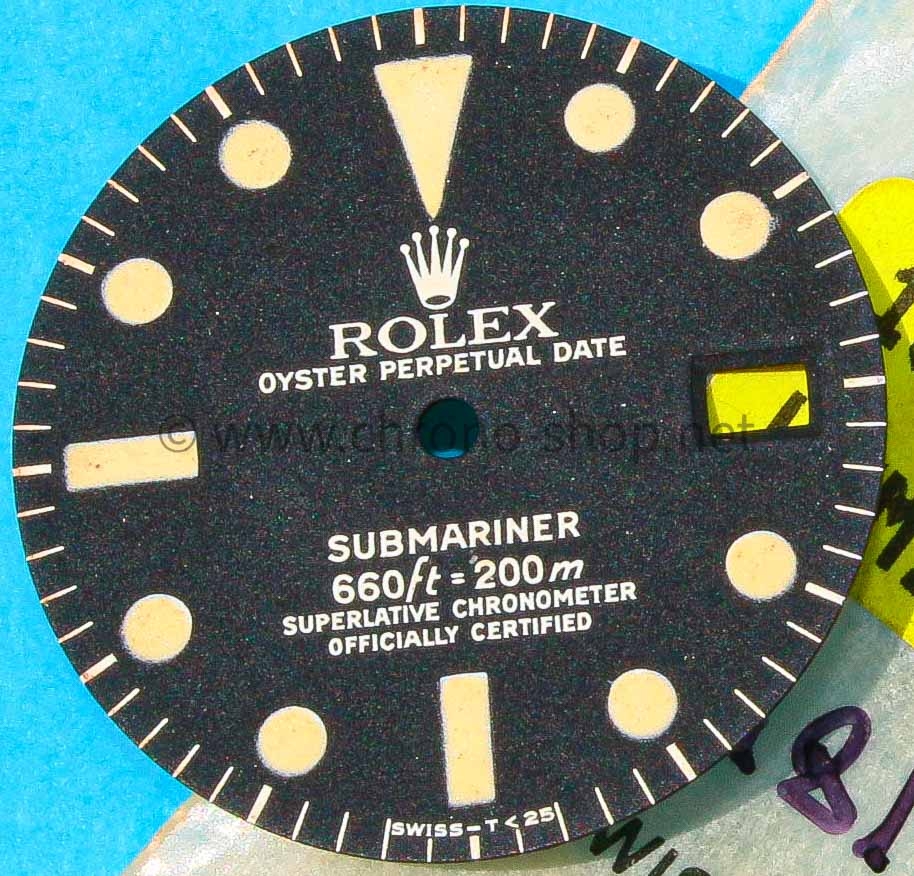 ROLEX
OYSTER PERPETUAL DATE
© www.chrono-shop.net
SUBMARINER
660ft = 200m
SUPERLATIVE CHRONOMETER
OFFICIALLY CERTIFIED
SWISS - T < 25